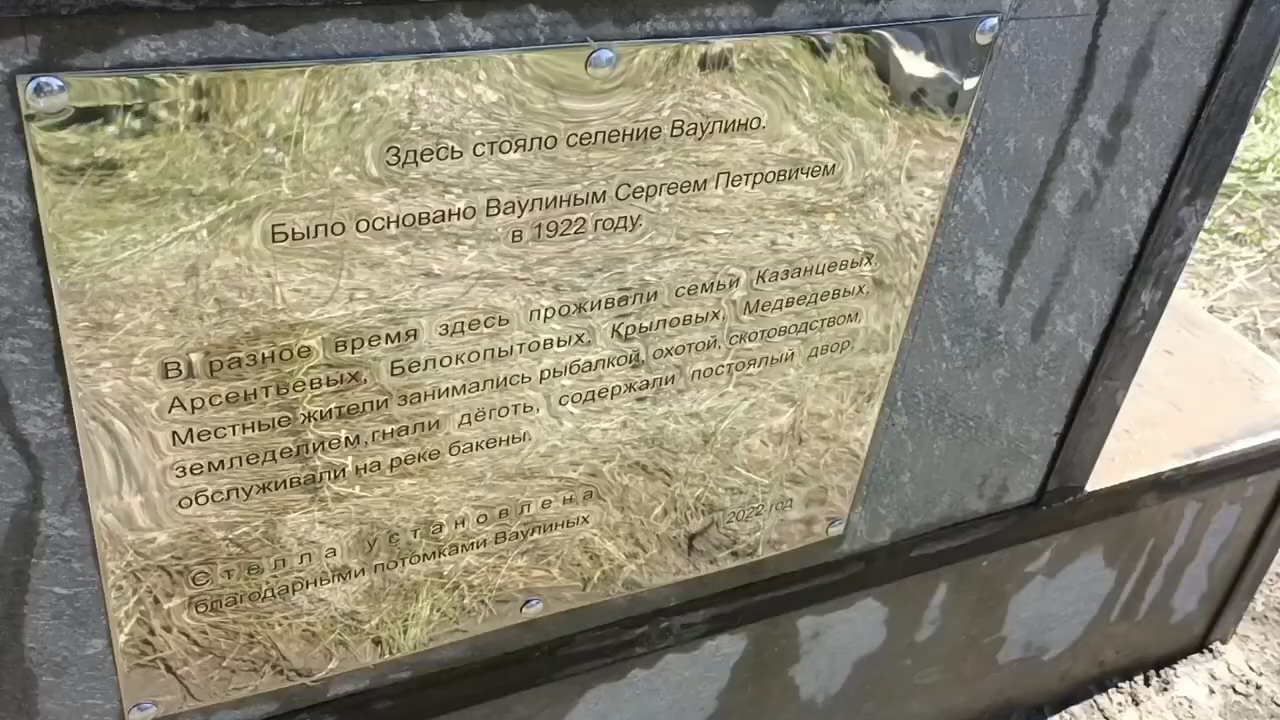 Здесь стояло селение Ваулино.
Было основано Ваулиным Сергеем Петровичем
в 1922 году.
В разное время здесь проживали семьи Казанцевых,
Арсентьевых, Белокопытовых, Крыловых, Медведевых,
Местные жители занимались рыбалкой, охотой, скотоводством,
земледелием,гнали дёготь, содержали постоялый двор,
обслуживали на реке бакены.
Стелла установлена
благодарными потомками Ваулиных
2022 год